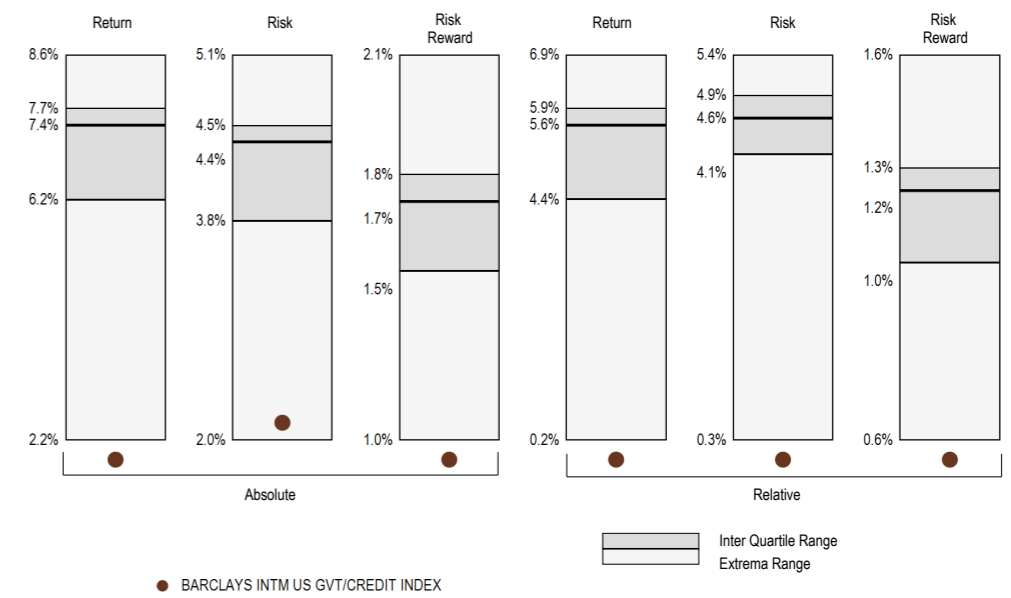 Return
Risk
Risk
Reward
Return
Risk
Risk
Reward
8.6%
7.7%
7.4%
6.2%
2.2%
5.1%
4.5%
4.4%
3.8%
2.0%
2.1%
1.8%
1.7%
1.5%
1.0%
6.9%
5.9%
5.6%
4.4%
0.2%
5.4%
4.9%
4.6%
4.1%
0.3%
1.6%
1.3%
1.2%
1.0%
0.6%
Absolute
Relative
Inter Quartile Range
Extrema Range
BARCLAYS INTM US GVT/CREDIT INDEX